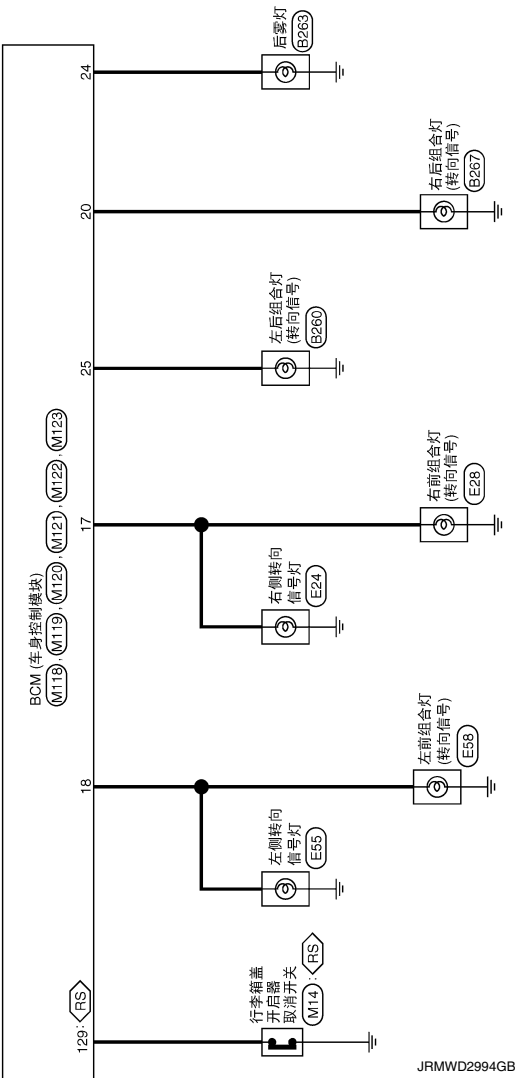 BCM (车身控制模块)
M118, M119, M120, M121, M122, M123
129: RS
18
17
25
20
24
行李箱盖
开启器
取消开关
M14 : RS
左侧转向
信号灯
E55
左前组合灯
(转向信号)
E58
右侧转向
信号灯
E24
右前组合灯
(转向信号)
E28
左后组合灯
(转向信号)
B260
右后组合灯
(转向信号)
B267
后雾灯
B263
JRMWD2994GB